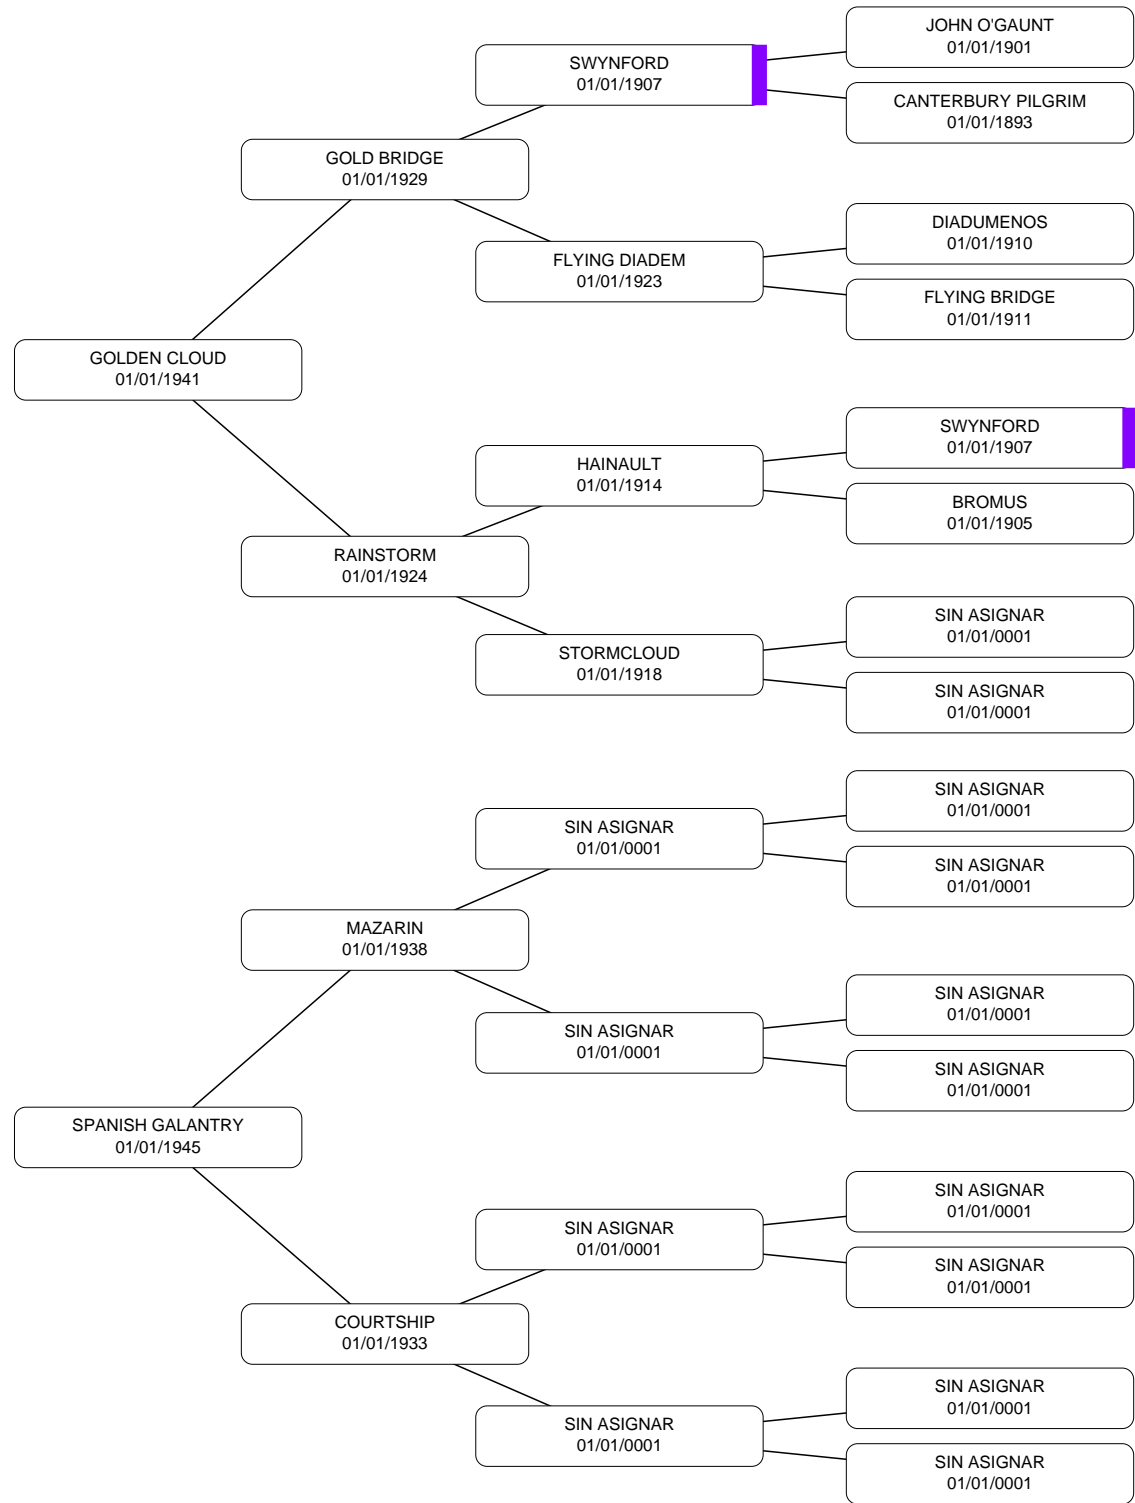 JOHN O'GAUNT
01/01/1901
SWYNFORD
01/01/1907
CANTERBURY PILGRIM
01/01/1893
GOLD BRIDGE
01/01/1929
DIADUMENOS
01/01/1910
FLYING DIADEM
01/01/1923
FLYING BRIDGE
01/01/1911
GOLDEN CLOUD
01/01/1941
SWYNFORD
01/01/1907
HAINAULT
01/01/1914
BROMUS
01/01/1905
RAINSTORM
01/01/1924
SIN ASIGNAR
01/01/0001
STORMCLOUD
01/01/1918
SIN ASIGNAR
01/01/0001
SIN ASIGNAR
01/01/0001
SIN ASIGNAR
01/01/0001
SIN ASIGNAR
01/01/0001
MAZARIN
01/01/1938
SIN ASIGNAR
01/01/0001
SIN ASIGNAR
01/01/0001
SIN ASIGNAR
01/01/0001
SPANISH GALANTRY
01/01/1945
SIN ASIGNAR
01/01/0001
SIN ASIGNAR
01/01/0001
SIN ASIGNAR
01/01/0001
COURTSHIP
01/01/1933
SIN ASIGNAR
01/01/0001
SIN ASIGNAR
01/01/0001
SIN ASIGNAR
01/01/0001